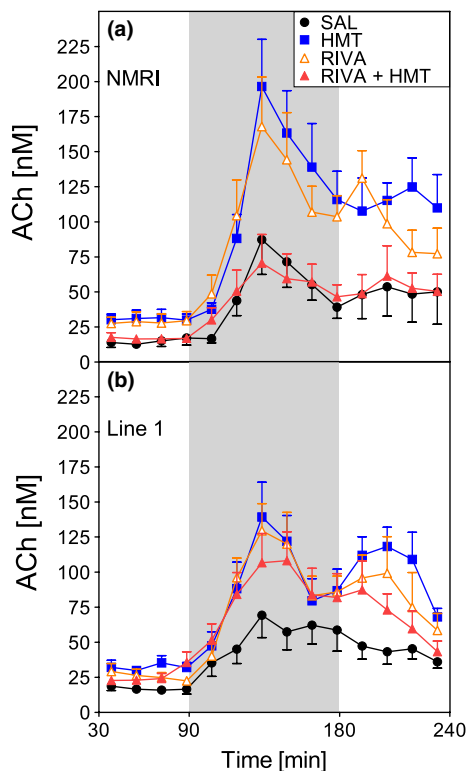 (a)
NMRI
SAL
HMT
RIVA
RIVA + HMT
ACh [nM]
225
200
175
150
125
100
75
50
25
0
(b)
Line 1
ACh [nM]
225
200
175
150
125
100
75
50
25
0
30 90 180 240
Time [min]